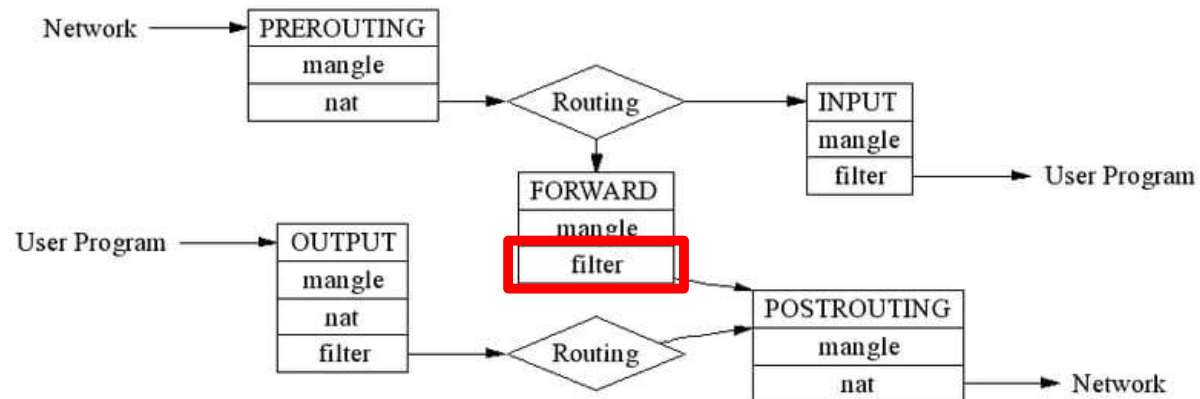 Network
PREROUTING
mangle
nat
Routing
INPUT
mangle
filter
User Program
FORWARD
mangle
filter
User Program
OUTPUT
mangle
nat
filter
Routing
POSTROUTING
mangle
nat
Network